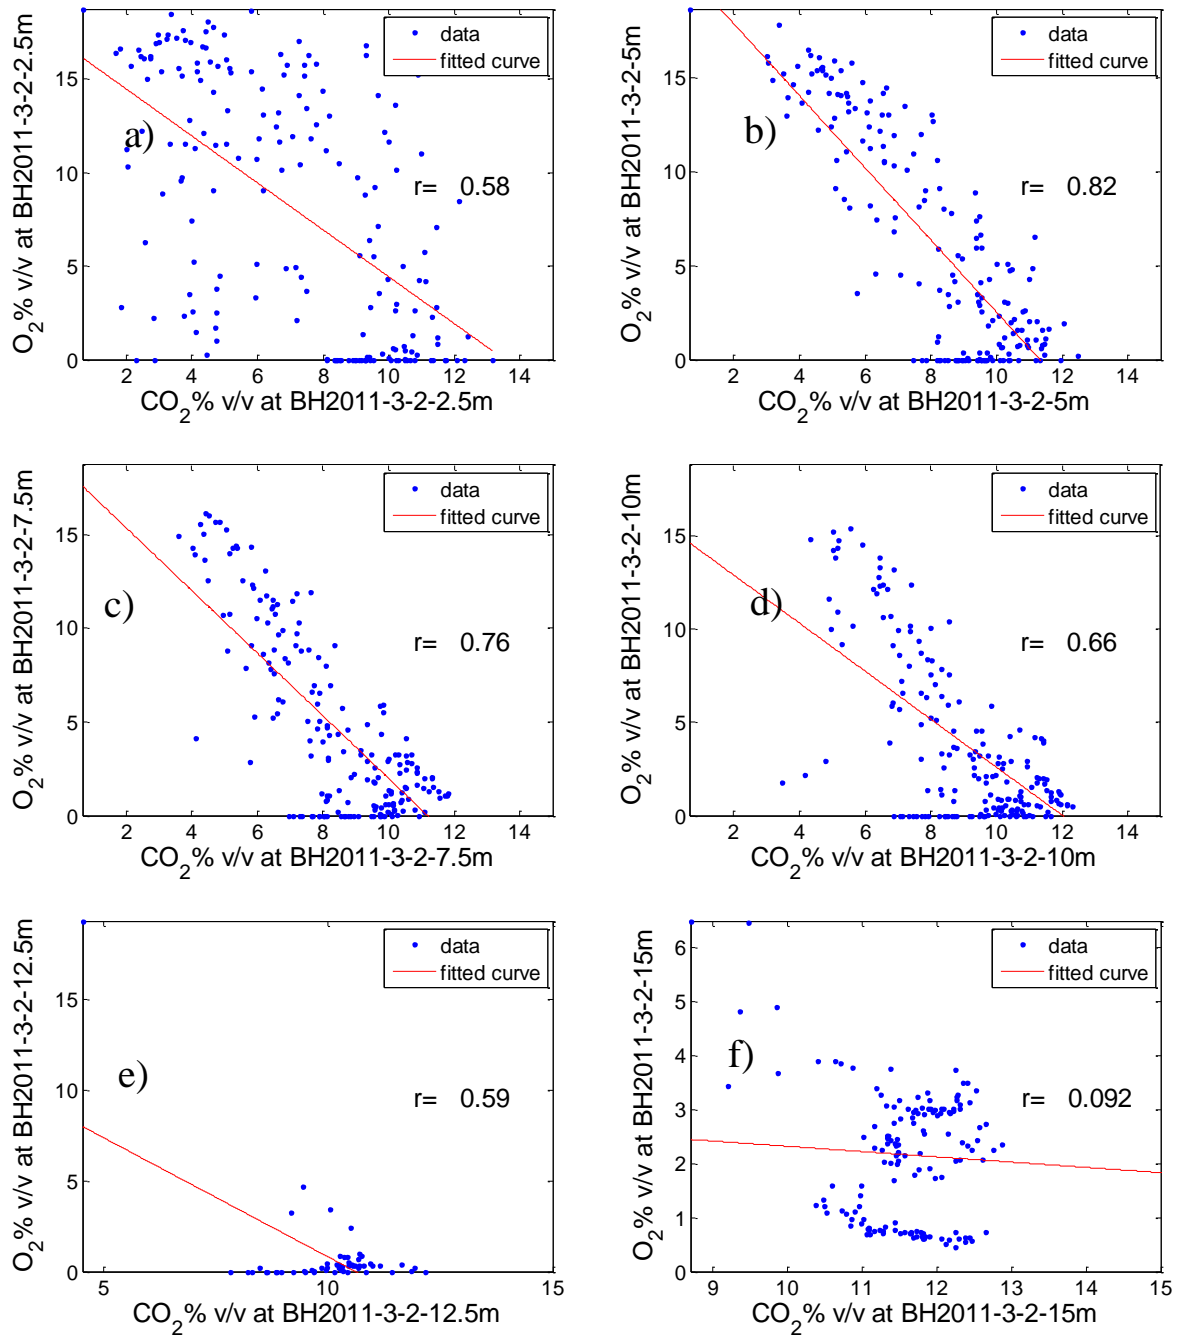 data
fitted curve
a)
r= 0.58
15
10
5
0
2 4 6 8 10 12 14
O2% v/v at BH2011-3-2-2.5m
CO2% v/v at BH2011-3-2-2.5m
data
fitted curve
b)
r= 0.82
15
10
5
0
2 4 6 8 10 12 14
O2% v/v at BH2011-3-2-5m
CO2% v/v at BH2011-3-2-5m
data
fitted curve
c)
r= 0.76
15
10
5
0
2 4 6 8 10 12 14
O2% v/v at BH2011-3-2-7.5m
CO2% v/v at BH2011-3-2-7.5m
data
fitted curve
d)
r= 0.66
15
10
5
0
2 4 6 8 10 12 14
O2% v/v at BH2011-3-2-10m
CO2% v/v at BH2011-3-2-10m
data
fitted curve
e)
r= 0.59
15
10
5
0
5 10 15
O2% v/v at BH2011-3-2-12.5m
CO2% v/v at BH2011-3-2-12.5m
data
fitted curve
f)
r= 0.092
6
5
4
3
2
1
0
9 10 11 12 13 14 15
O2% v/v at BH2011-3-2-15m
CO2% v/v at BH2011-3-2-15m